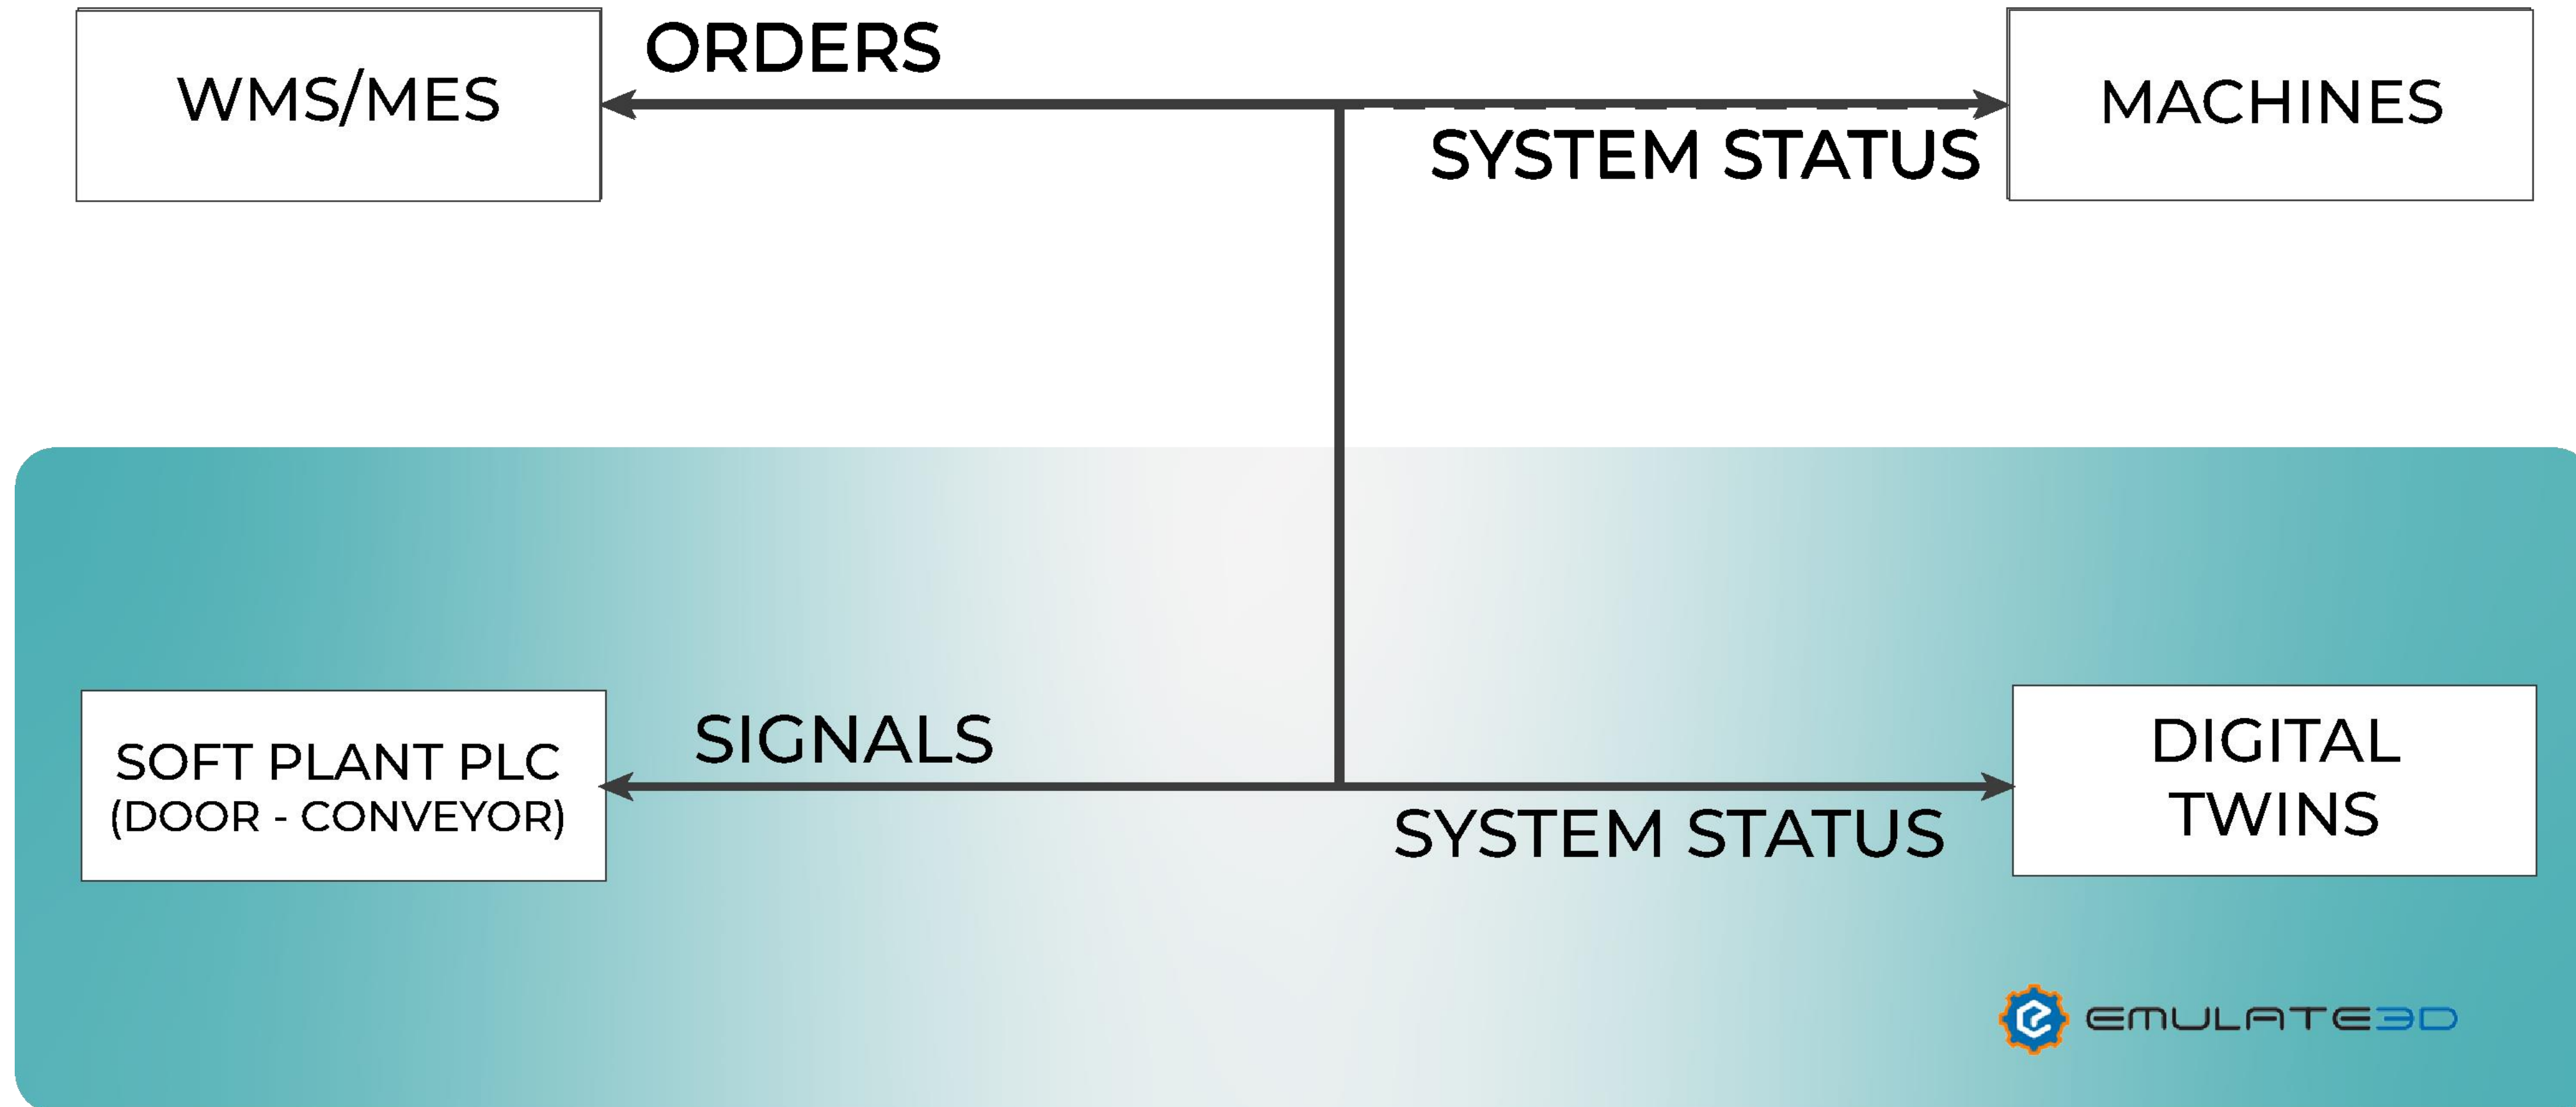 WMS/MES
ORDERS
SYSTEM STATUS
MACHINES
SOFT PLANT PLC
(DOOR - CONVEYOR)
SIGNALS
SYSTEM STATUS
DIGITAL
TWINS
EMULATE3D